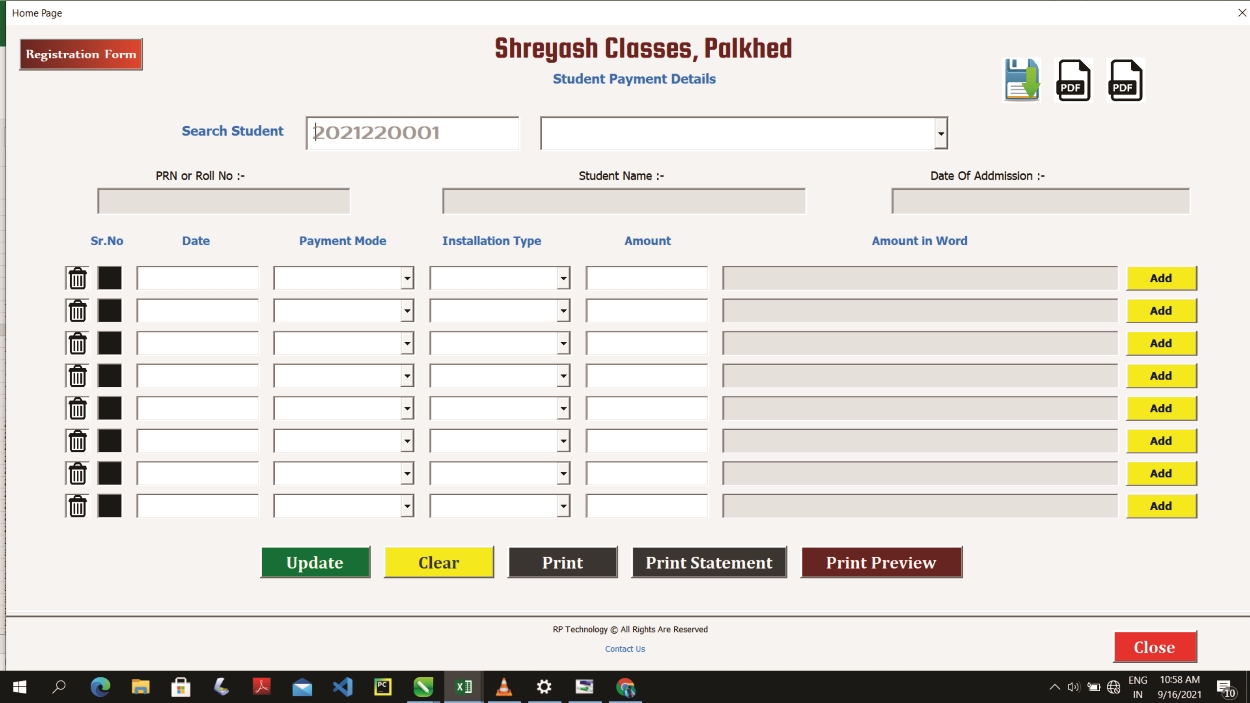 Home Page
Registration Form
Shreyash Classes, Palkhed
Student Payment Details
PDF PDF
Search Student 2021220001
PRN or Roll No :- Student Name :- Date Of Addmission :-
Sr.No Date Payment Mode Installation Type Amount Amount in Word
Add
Add
Add
Add
Add
Add
Add
Add
Update Clear Print Print Statement Print Preview
RP Technology © All Rights Are Reserved
Contact Us
Close
PC
ENG 10:58 AM
IN 9/16/2021
10